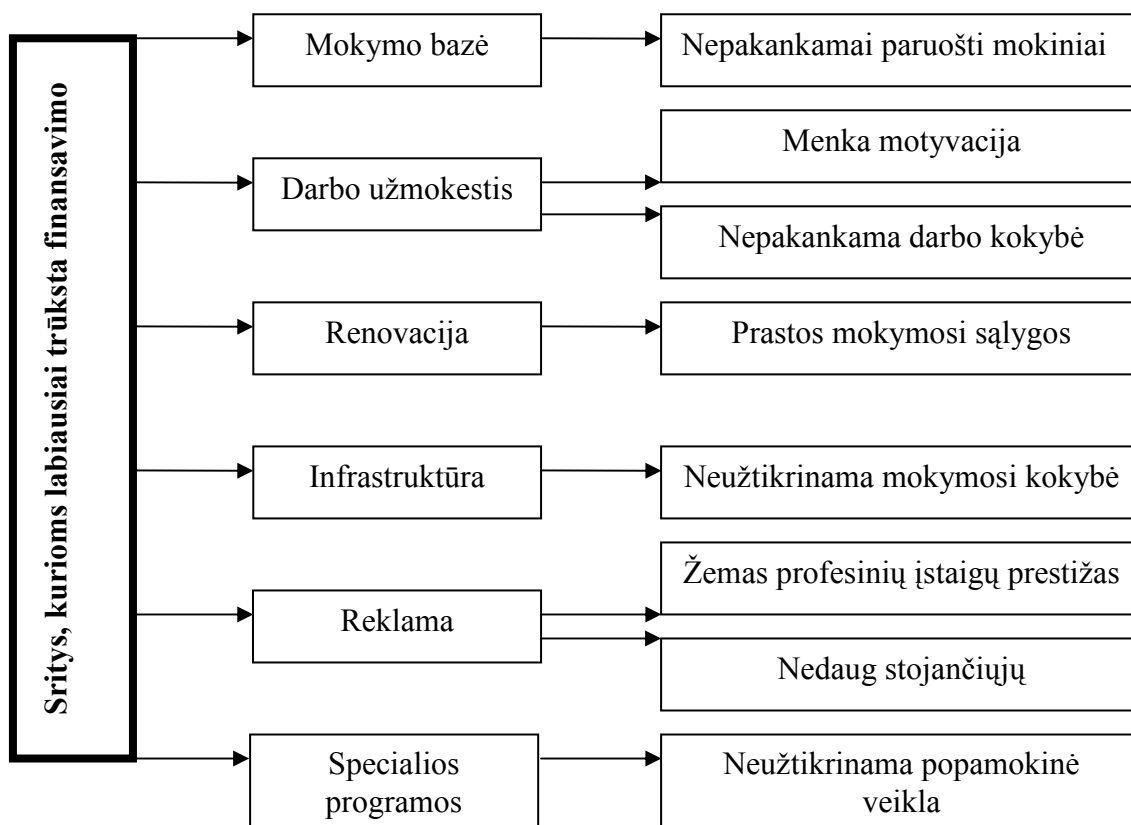 Sritys, kurioms labiausiai trūksta finansavimo
Mokymo bazė
Nepakankamai paruošti mokiniai
Darbo užmokestis
Menka motyvacija
Nepakankama darbo kokybė
Renovacija
Prastos mokymosi sąlygos
Infrastruktūra
Neužtikrinama mokymosi kokybė
Reklama
Žemas profesinių įstaigų prestižas
Nedaug stojančiųjų
Specialios
programos
Neužtikrinama popamokinė
veikla